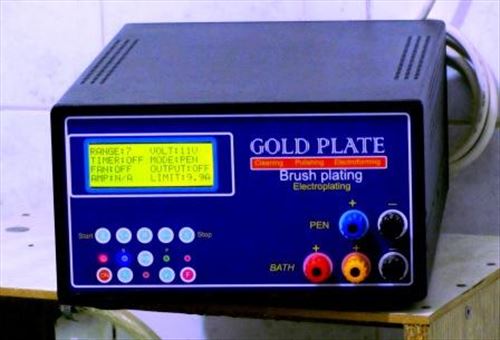 RANGE:7 VOLT:11V
TIMER:OFF MODE:PEN
FAN:OFF OUTPUT:OFF
AMP:N/A LIMIT:9.9A
GOLD PLATE
Cleaning Polishing Electroforming
Brush plating
Electroplating
Start Stop
PEN + −
BATH + +